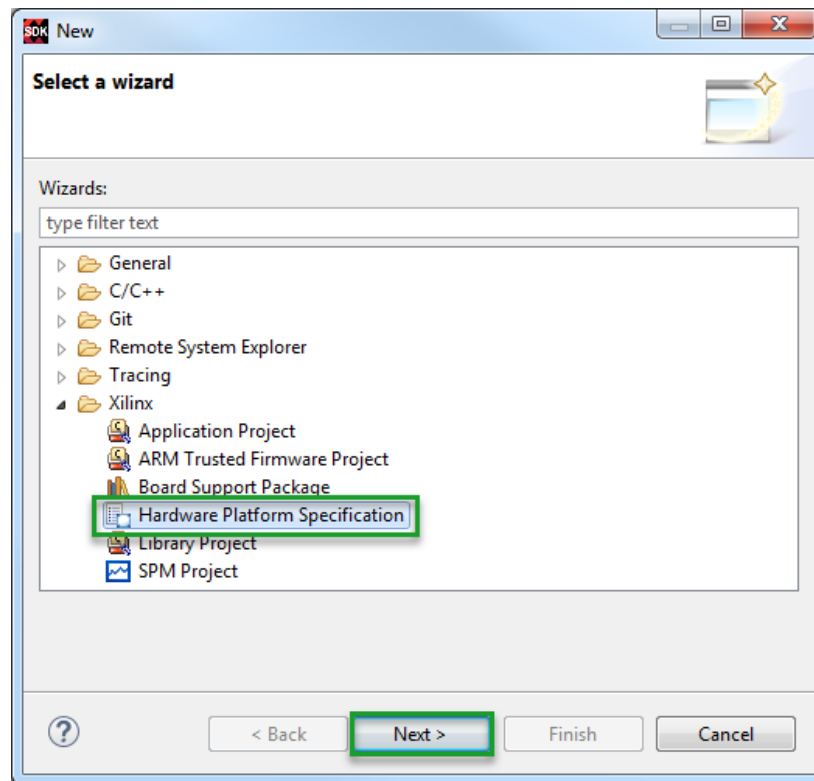 SDK New
Select a wizard
Wizards:
type filter text
General
C/C++
Git
Remote System Explorer
Tracing
Xilinx
Application Project
ARM Trusted Firmware Project
Board Support Package
Hardware Platform Specification
Library Project
SPM Project
? < Back Next > Finish Cancel